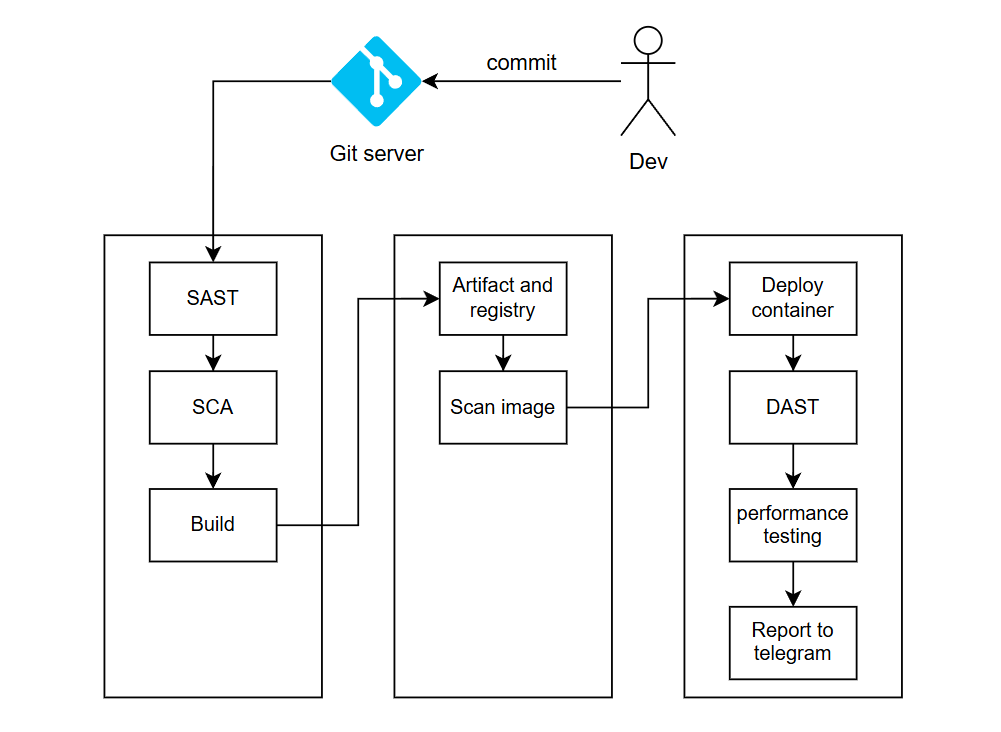 commit
Git server
Dev
SAST
SCA
Build
Artifact and
registry
Scan image
Deploy
container
DAST
performance
testing
Report to
telegram